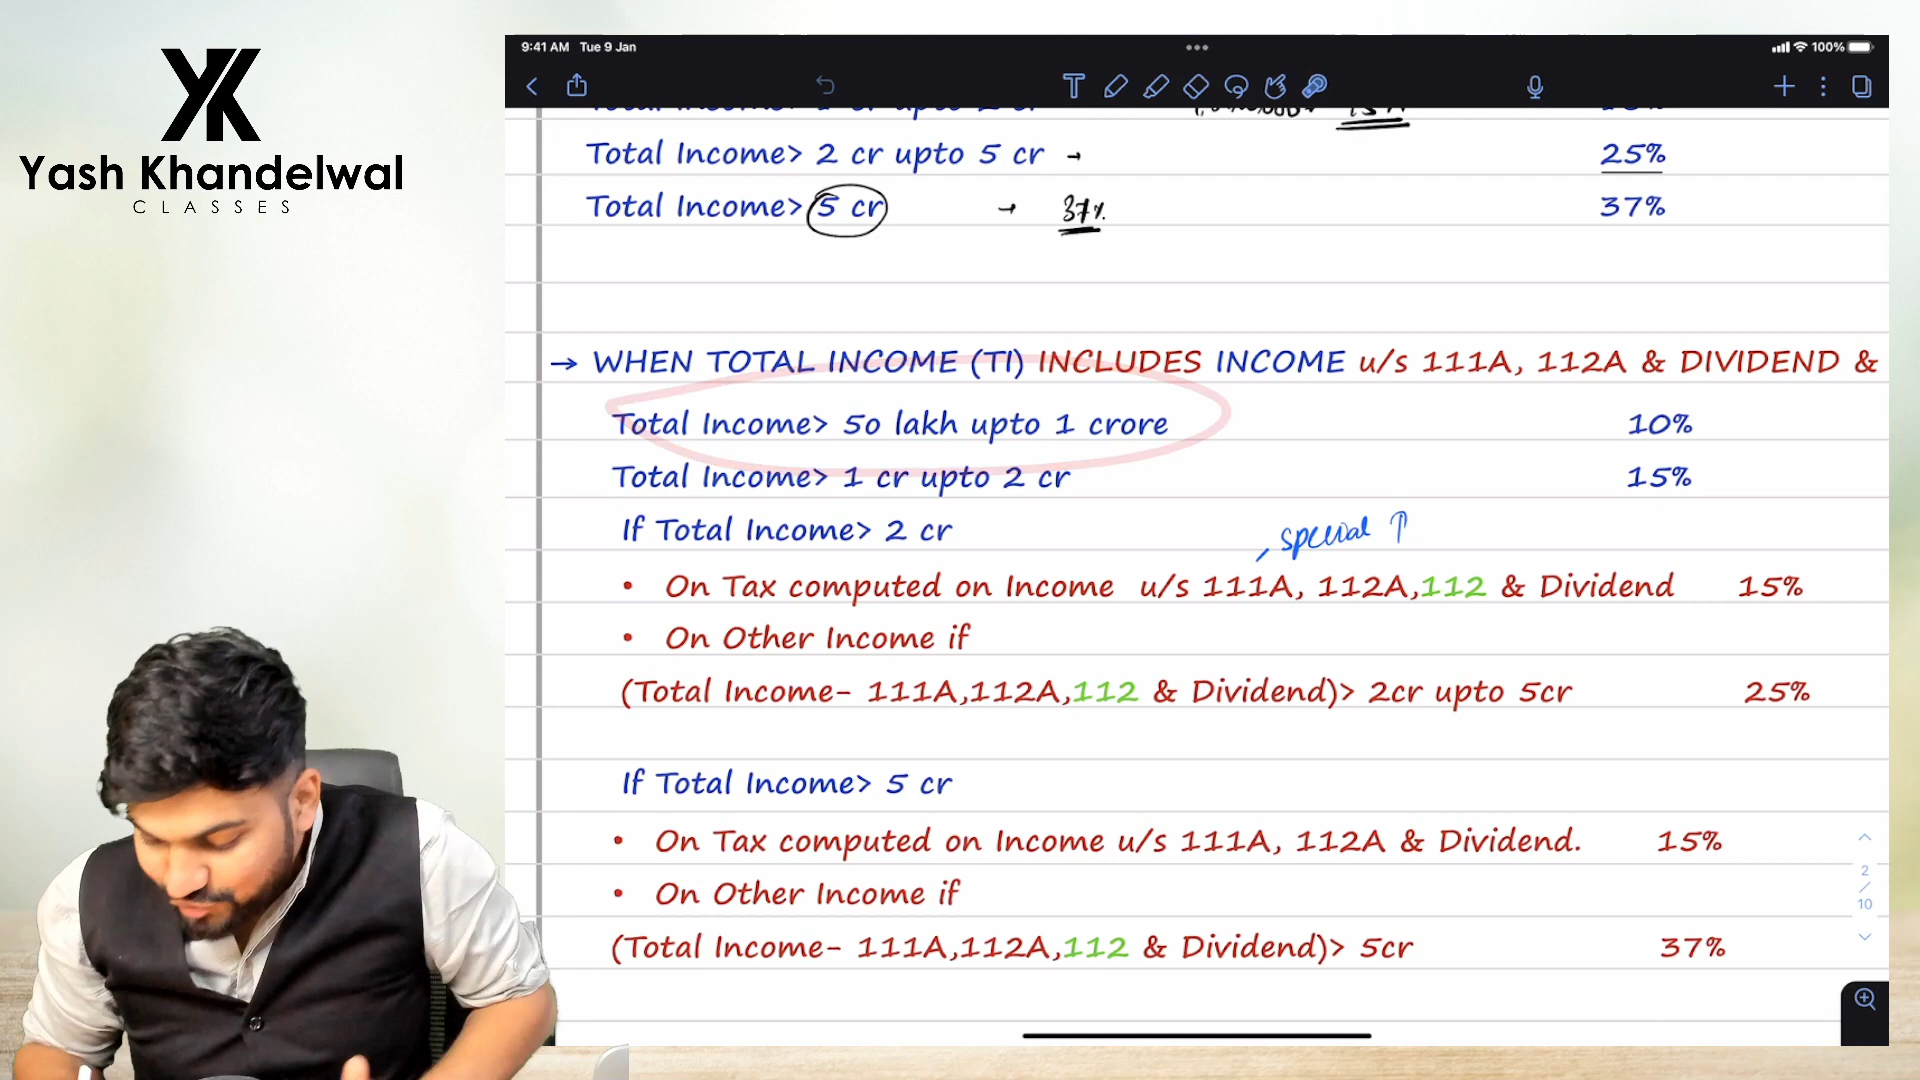 YK
Yash Khandelwal
CLASSES
9:41 AM Tue 9 Jan
100%
Total Income> 2 cr upto 5 cr → 25%
Total Income> 5 cr → 37% 37%
→ WHEN TOTAL INCOME (TI) INCLUDES INCOME u/s 111A, 112A & DIVIDEND &
Total Income> 50 lakh upto 1 crore 10%
Total Income> 1 cr upto 2 cr 15%
If Total Income> 2 cr
special ↑
• On Tax computed on Income u/s 111A, 112A,112 & Dividend 15%
• On Other Income if
(Total Income- 111A,112A,112 & Dividend)> 2cr upto 5cr 25%
If Total Income> 5 cr
• On Tax computed on Income u/s 111A, 112A & Dividend. 15%
• On Other Income if
(Total Income- 111A,112A,112 & Dividend)> 5cr 37%
2
/
10